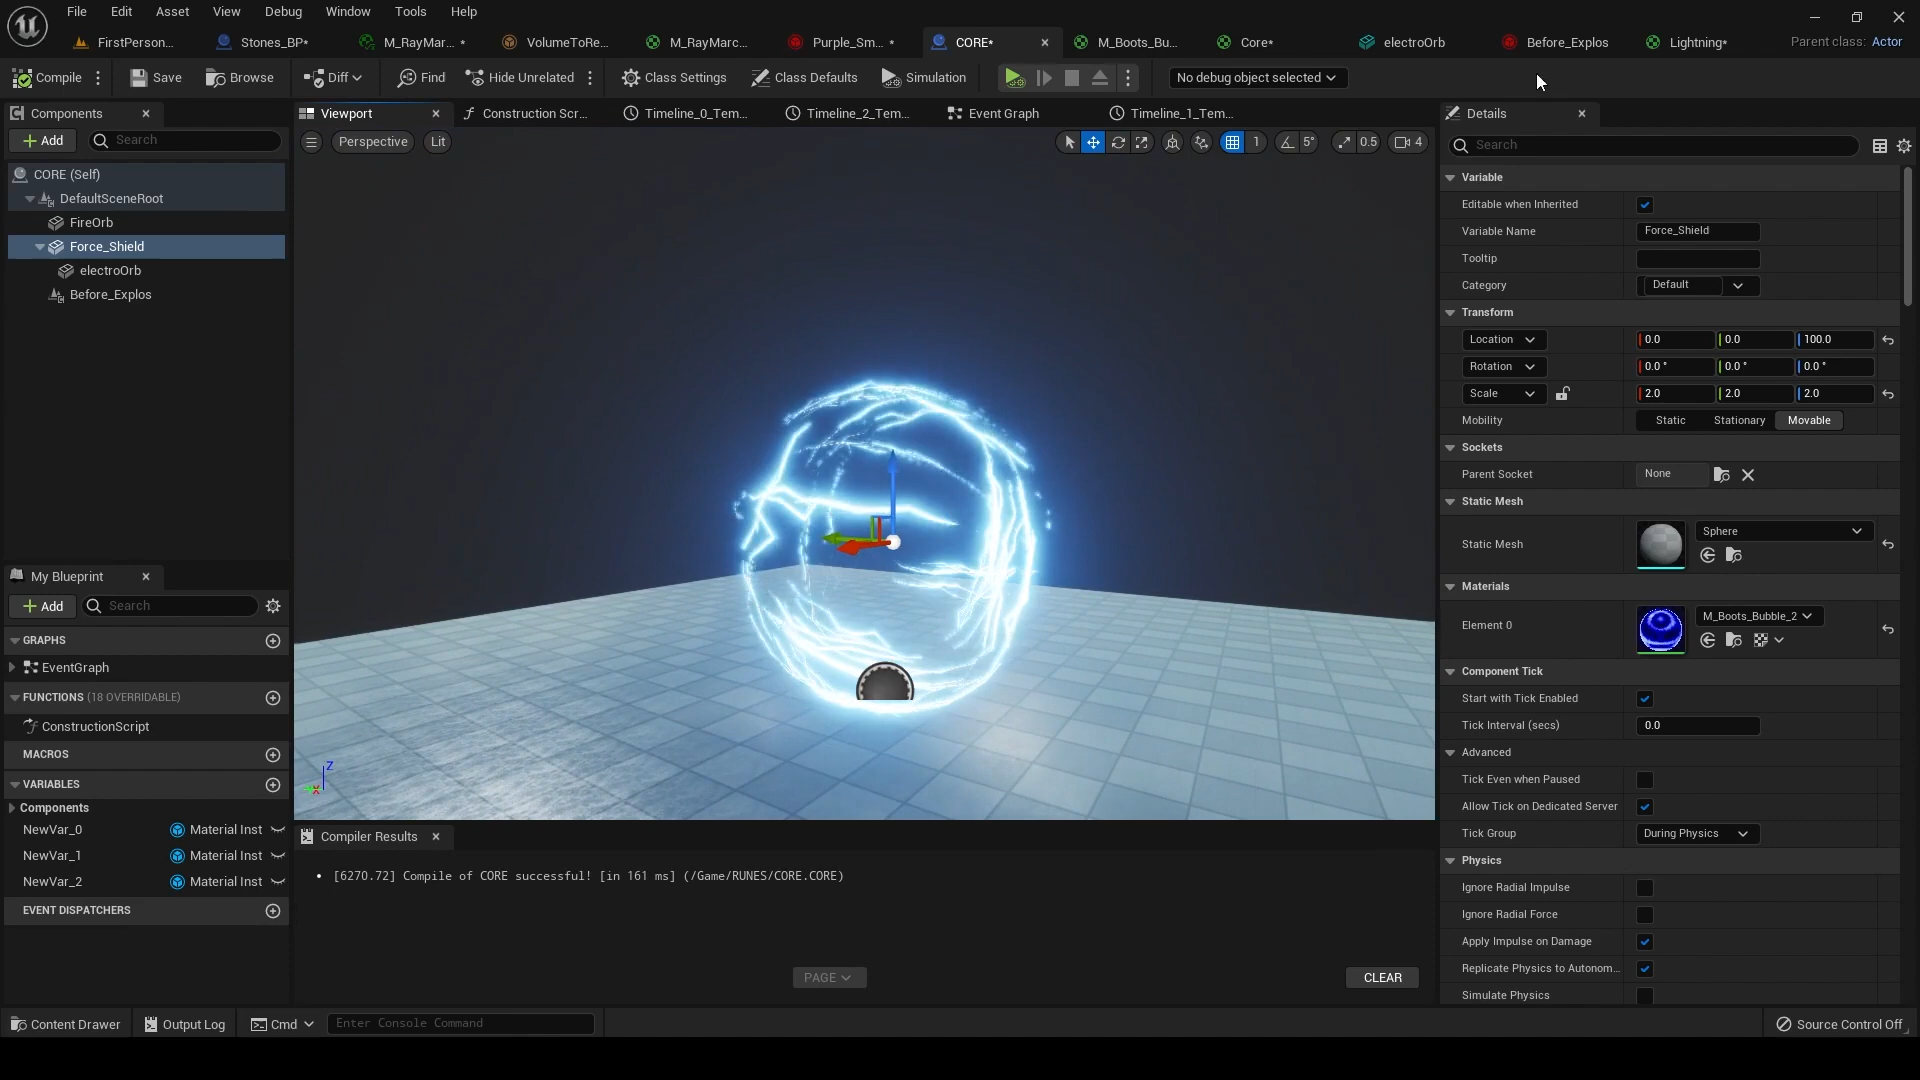 File Edit Asset View Debug Window Tools Help
FirstPerson... Stones_BP* M_RayMar... * VolumeToRe... M_RayMarc... Purple_Sm... * CORE* M_Boots_Bu... Core* electroOrb Before_Explos Lightning* Parent class: Actor
Compile Save Browse Diff Find Hide Unrelated Class Settings Class Defaults Simulation No debug object selected
Components
Add Search
CORE (Self)
DefaultSceneRoot
FireOrb
Force_Shield
electroOrb
Before_Explos
My Blueprint
Add Search
GRAPHS
EventGraph
FUNCTIONS (18 OVERRIDABLE)
ConstructionScript
MACROS
VARIABLES
Components
NewVar_0 Material Inst
NewVar_1 Material Inst
NewVar_2 Material Inst
EVENT DISPATCHERS
Viewport Construction Scr... Timeline_0_Tem... Timeline_2_Tem... Event Graph Timeline_1_Tem...
Perspective Lit 1 5° 0.5 4
Z
X
Compiler Results
[6270.72] Compile of CORE successful! [in 161 ms] (/Game/RUNES/CORE.CORE)
PAGE CLEAR
Details
Search
Variable
Editable when Inherited
Variable Name Force_Shield
Tooltip
Category Default
Transform
Location 0.0 0.0 100.0
Rotation 0.0 ° 0.0 ° 0.0 °
Scale 2.0 2.0 2.0
Mobility Static Stationary Movable
Sockets
Parent Socket None
Static Mesh
Static Mesh Sphere
Materials
Element 0 M_Boots_Bubble_2
Component Tick
Start with Tick Enabled
Tick Interval (secs) 0.0
Advanced
Tick Even when Paused
Allow Tick on Dedicated Server
Tick Group During Physics
Physics
Ignore Radial Impulse
Ignore Radial Force
Apply Impulse on Damage
Replicate Physics to Autonom...
Simulate Physics
Content Drawer Output Log Cmd Enter Console Command Source Control Off